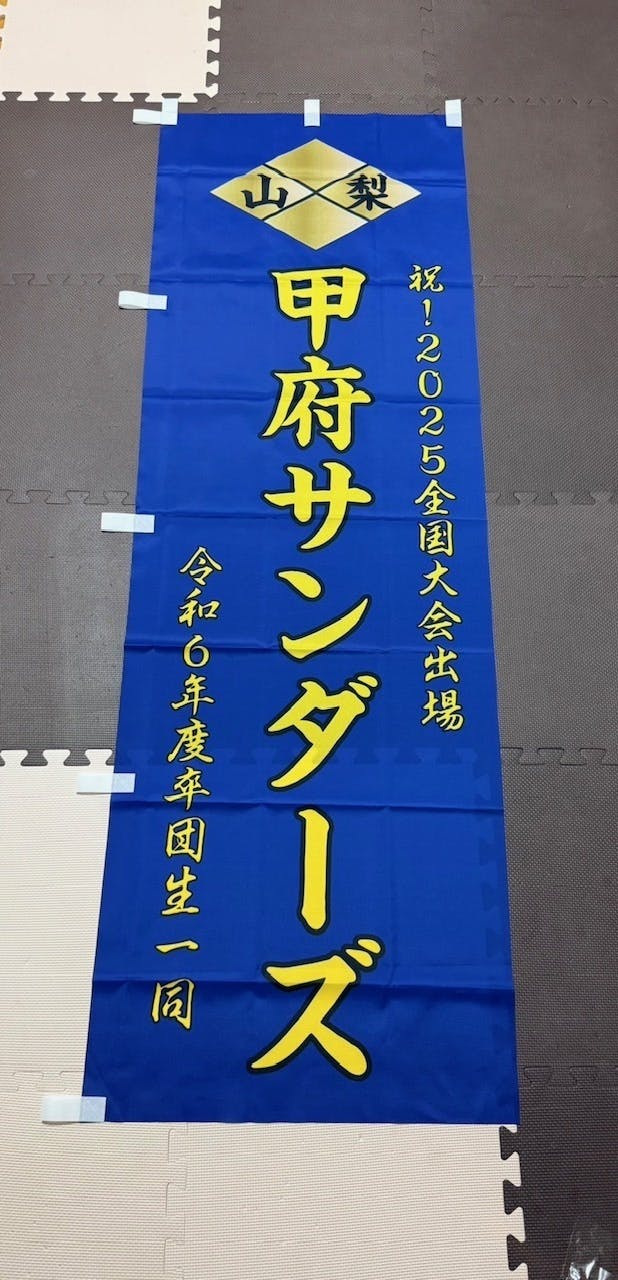 山梨
祝!2025全国大会出場
甲府サンダーズ
令和6年度卒団生一同